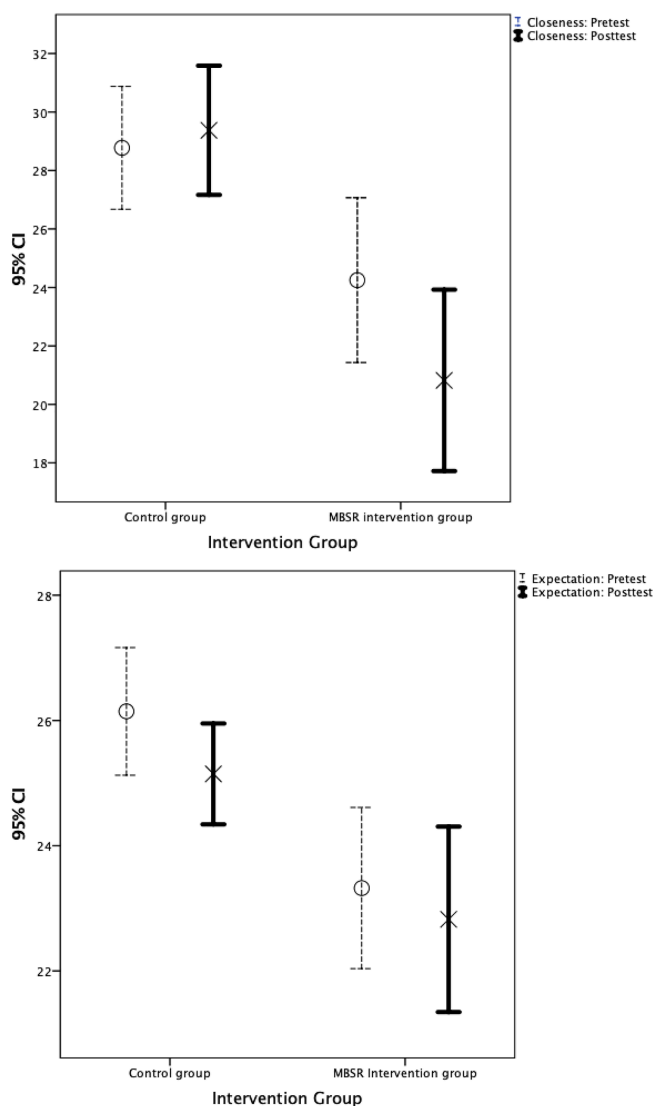 Closeness: Pretest
Closeness: Posttest
32
30
28
26
24
22
20
18
95% CI
Control group
MBSR intervention group
Intervention Group
Expectation: Pretest
Expectation: Posttest
28
26
24
22
95% CI
Control group
MBSR Intervention group
Intervention Group